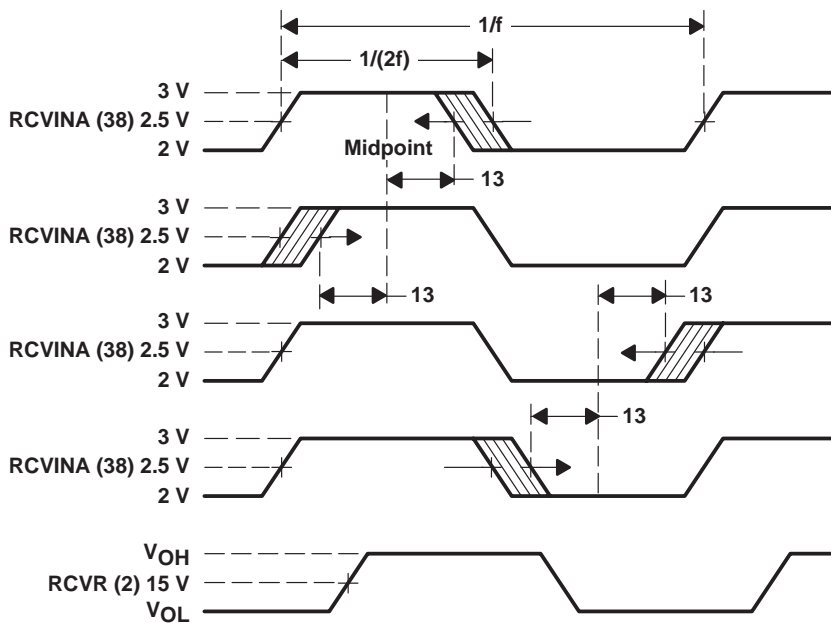 1/f
1/(2f)
3 V
RCVINA (38) 2.5 V
2 V
Midpoint
13
3 V
RCVINA (38) 2.5 V
2 V
13
13
3 V
RCVINA (38) 2.5 V
2 V
13
3 V
RCVINA (38) 2.5 V
2 V
VOH
RCVR (2) 15 V
VOL